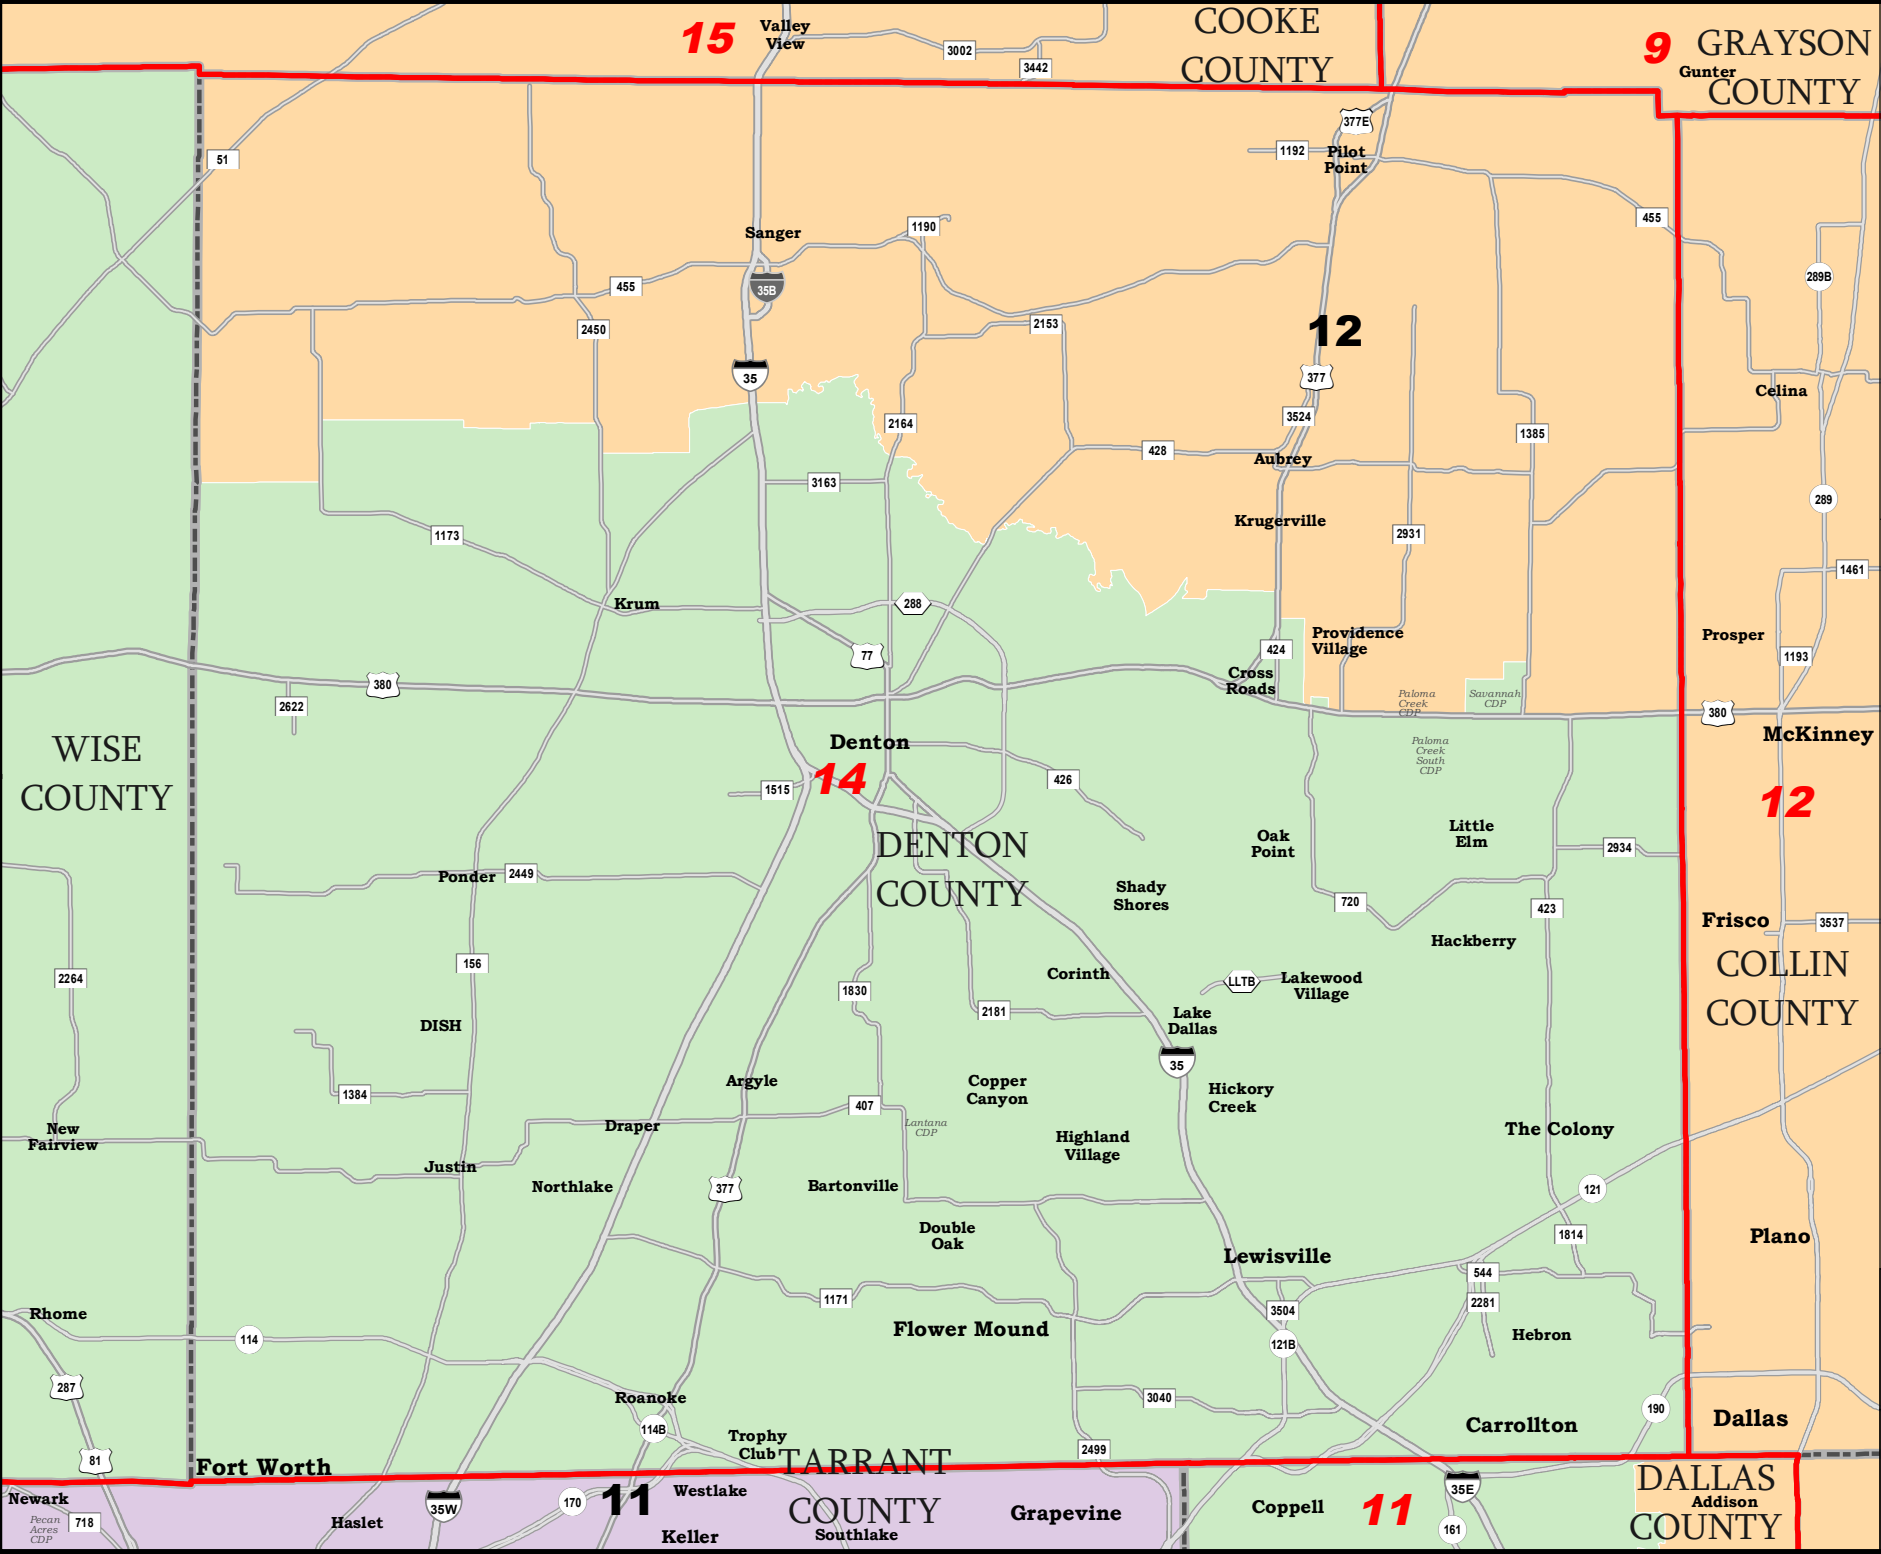 15
Valley
View
3002
3442
COOKE
COUNTY
9
GRAYSON
COUNTY
Gunter
51
377E
1192
Pilot
Point
455
1190
Sanger
289B
35B
455
2450
2153
12
35
377
Celina
3524
2164
1385
428
Aubrey
3163
289
Krugerville
1173
2931
1461
Krum
288
Providence
Village
Prosper
77
424
1193
Cross
Roads
380
2622
Paloma
Creek
CDP
Savannah
CDP
380
McKinney
WISE
COUNTY
Denton
14
Paloma
Creek
South
CDP
426
1515
12
DENTON
COUNTY
Oak
Point
Little
Elm
2934
Ponder
2449
Shady
Shores
720
423
Frisco
3537
Hackberry
156
2264
Corinth
LLTB
Lakewood
Village
COLLIN
COUNTY
1830
2181
Lake
Dallas
DISH
35
Argyle
Copper
Canyon
Hickory
Creek
1384
407
New
Fairview
Draper
Lantana
CDP
Highland
Village
The Colony
Justin
Northlake
377
Bartonville
121
Double
Oak
1814
Plano
Lewisville
544
1171
2281
3504
Rhome
114
Flower Mound
121B
Hebron
287
Roanoke
3040
190
114B
Carrollton
Dallas
Trophy
Club
2499
81
Fort Worth
TARRANT
COUNTY
DALLAS
COUNTY
35E
Newark
35W
170
11
Westlake
Grapevine
Coppell
11
Addison
Pecan
Acres
CDP
718
Haslet
Keller
Southlake
161